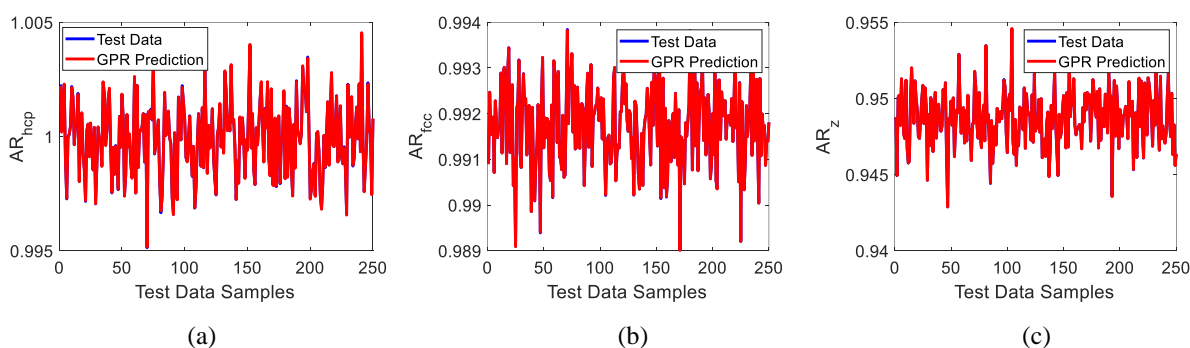 1.005
1
0.995
AR_hcp
Test Data
GPR Prediction
0 50 100 150 200 250
Test Data Samples
(a)
0.994
0.993
0.992
0.991
0.99
0.989
AR_fcc
Test Data
GPR Prediction
0 50 100 150 200 250
Test Data Samples
(b)
0.955
0.95
0.945
0.94
AR_z
Test Data
GPR Prediction
0 50 100 150 200 250
Test Data Samples
(c)